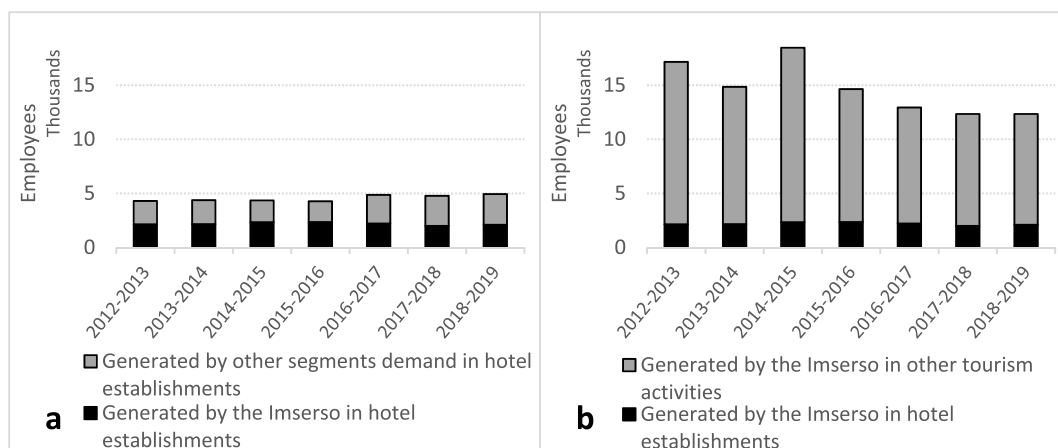 Employees
Thousands
15
10
5
0
2012-2013
2013-2014
2014-2015
2015-2016
2016-2017
2017-2018
2018-2019
Generated by other segments demand in hotel
establishments
Generated by the Imserso in hotel
establishments
a
Employees
Thousands
15
10
5
0
2012-2013
2013-2014
2014-2015
2015-2016
2016-2017
2017-2018
2018-2019
Generated by the Imserso in other tourism
activities
Generated by the Imserso in hotel
establishments
b